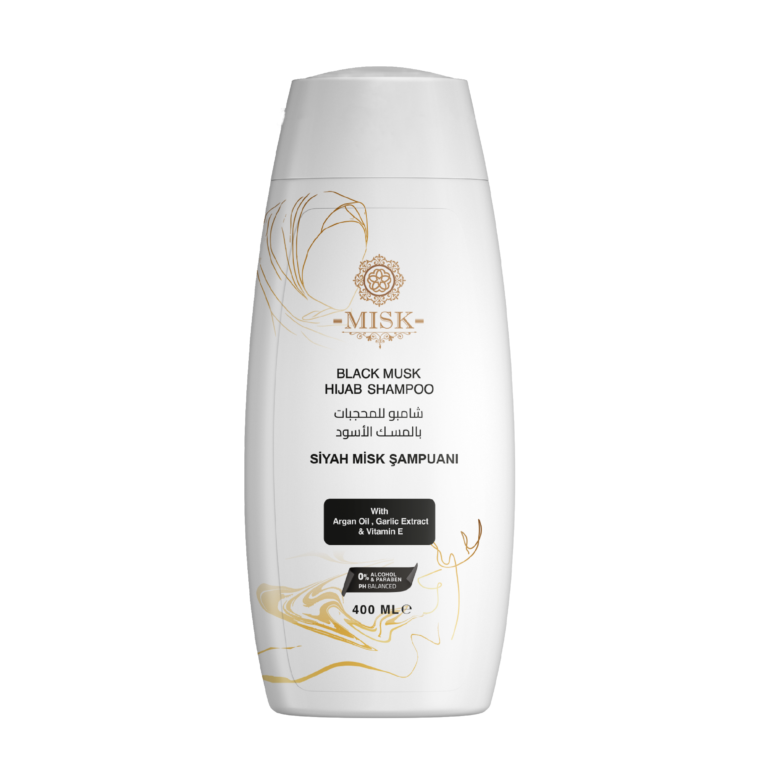 MISK
BLACK MUSK
HIJAB SHAMPOO
شامبو للمحجبات
بالمسك الأسود
SİYAH MİSK ŞAMPUANI
With
Argan Oil , Garlic Extract
& Vitamin E
0% ALCOHOL
& PARABEN
PH BALANCED
400 ML ℮